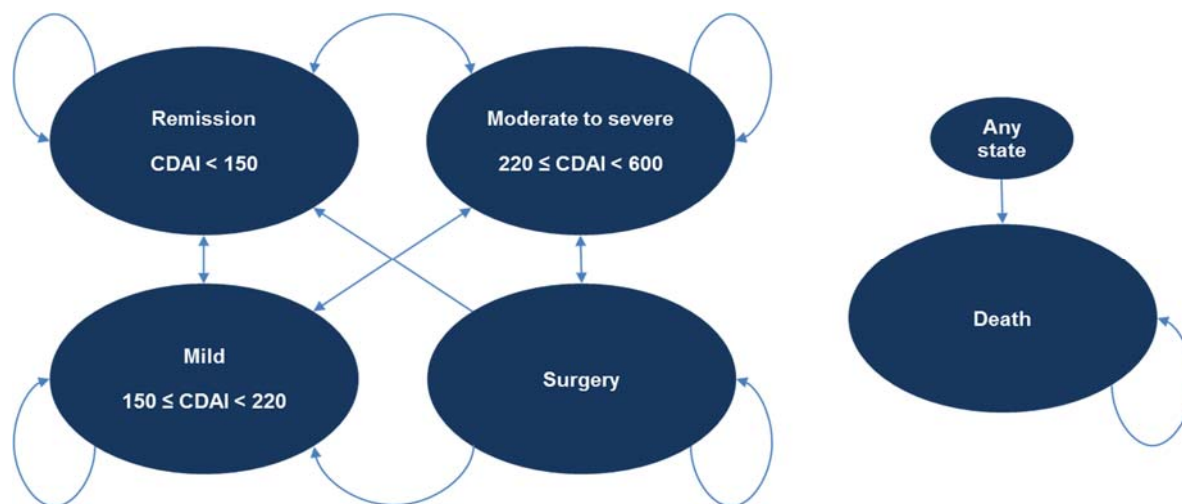 Remission
CDAI < 150
Moderate to severe
220 ≤ CDAI < 600
Any
state
Mild
150 ≤ CDAI < 220
Surgery
Death